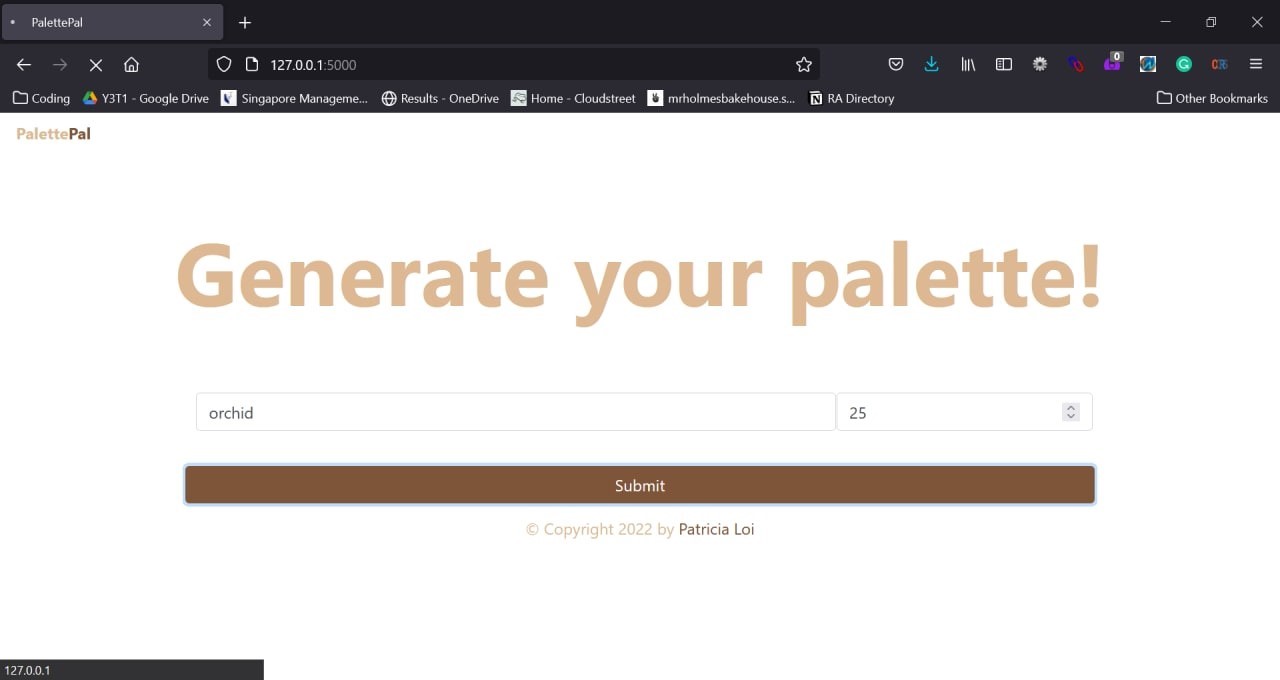 PalettePal
127.0.0.1:5000
0
Coding Y3T1 - Google Drive Singapore Manageme... Results - OneDrive Home - Cloudstreet mrholmesbakehouse.s... RA Directory Other Bookmarks
PalettePal
Generate your palette!
orchid 25
Submit
© Copyright 2022 by Patricia Loi
127.0.0.1